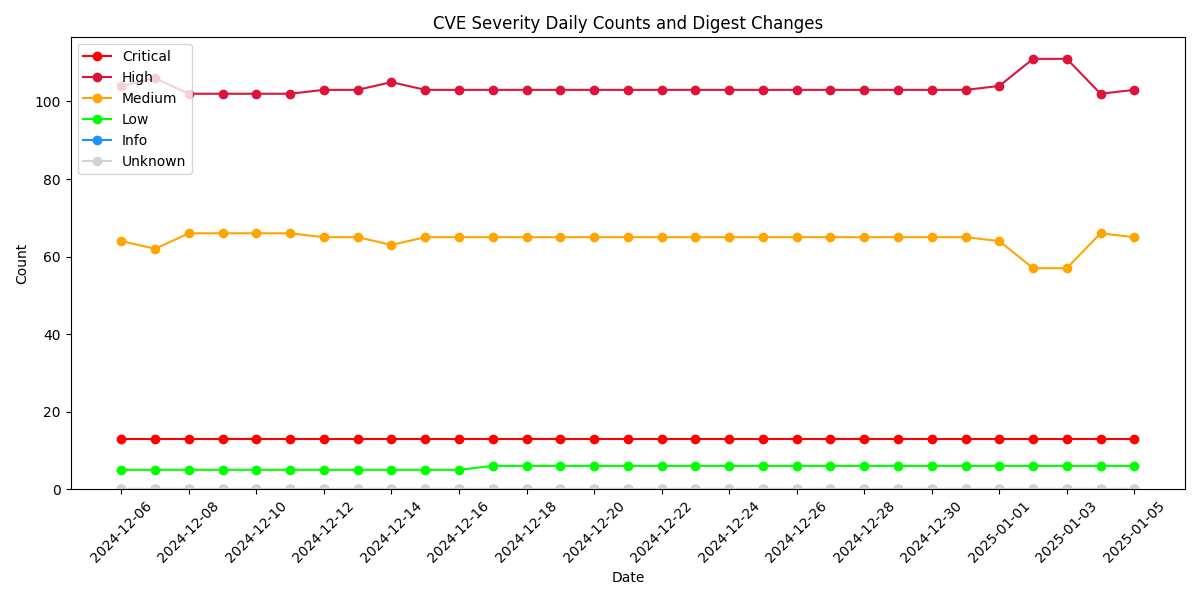 CVE Severity Daily Counts and Digest Changes
Critical
High
Medium
Low
Info
Unknown
Count
100
80
60
40
20
0
2024-12-06
2024-12-08
2024-12-10
2024-12-12
2024-12-14
2024-12-16
2024-12-18
2024-12-20
2024-12-22
2024-12-24
2024-12-26
2024-12-28
2024-12-30
2025-01-01
2025-01-03
2025-01-05
Date